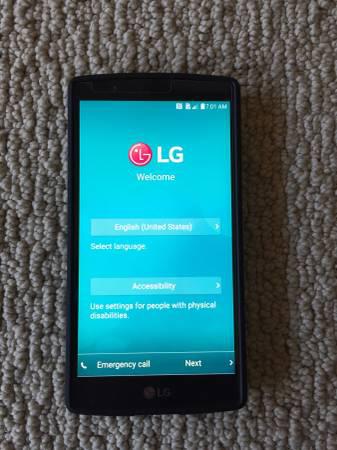 7:01 AM
LG
Welcome
English (United States)
Select language.
Accessibility
Use settings for people with physical
disabilities.
Emergency call Next
LG